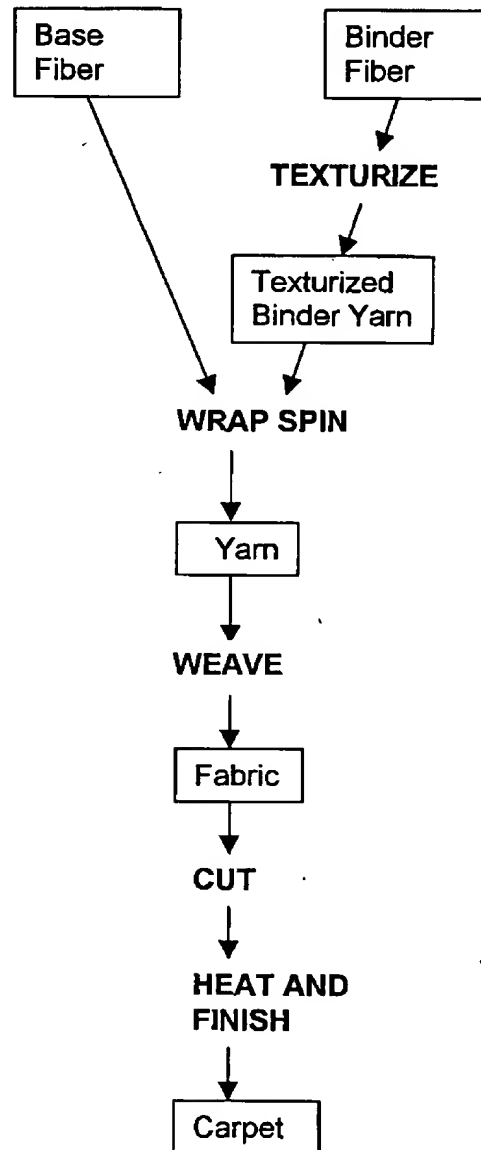 Base
Fiber
Binder
Fiber
TEXTURIZE
Texturized
Binder Yarn
WRAP SPIN
Yarn
WEAVE
Fabric
CUT
HEAT AND
FINISH
Carpet